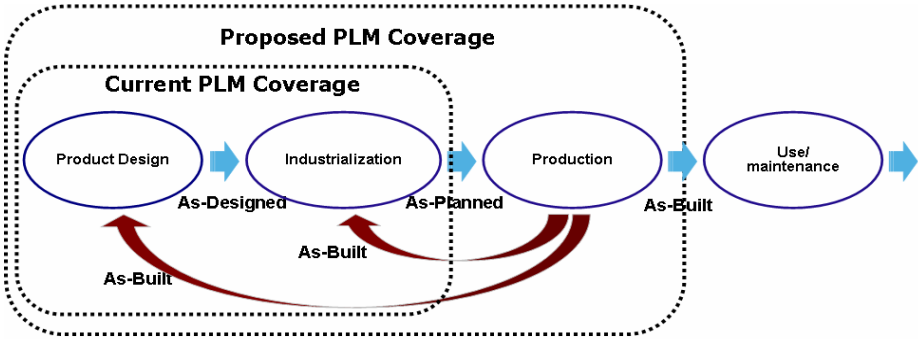 Proposed PLM Coverage
Current PLM Coverage
Product Design
Industrialization
Production
Use/
maintenance
As-Designed
As-Planned
As-Built
As-Built
As-Built